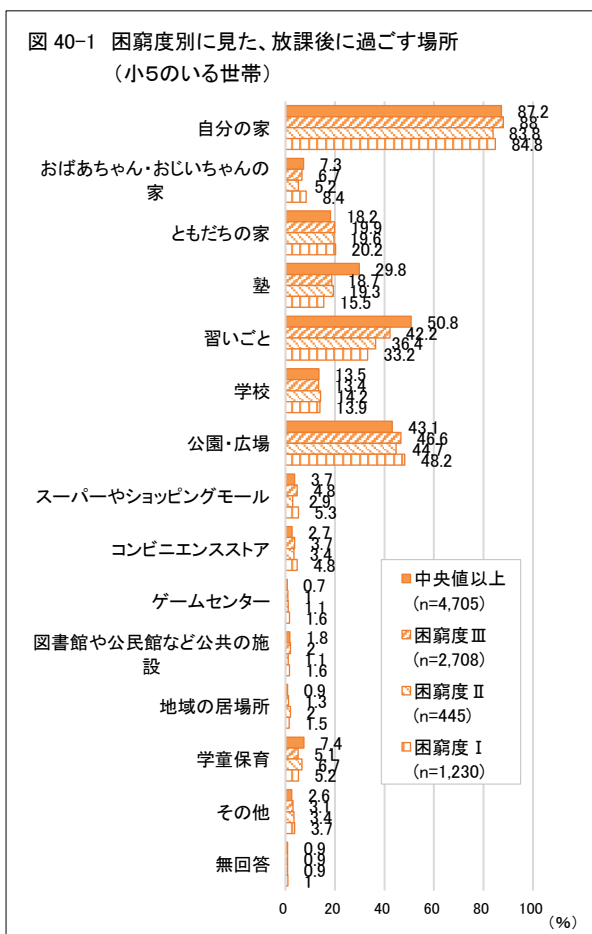 図 40-1 困窮度別に見た、放課後に過ごす場所
（小5のいる世帯）
自分の家
87.2
88
83.8
84.8
おばあちゃん・おじいちゃんの
家
7.3
6.7
5.2
8.4
ともだちの家
18.2
19.9
19.6
20.2
塾
29.8
18.7
19.3
15.5
習いごと
50.8
42.2
36.4
33.2
学校
13.5
13.4
14.2
13.9
公園・広場
43.1
46.6
44.7
48.2
スーパーやショッピングモール
3.7
4.8
2.9
5.3
コンビニエンスストア
2.7
3.7
3.4
4.8
ゲームセンター
0.7
1
1.1
1.6
図書館や公民館など公共の施
設
1.8
2
1.1
1.6
地域の居場所
0.9
1.3
2
1.5
学童保育
7.4
5.1
6.7
5.2
その他
2.6
3.1
3.4
3.7
無回答
0.9
0.9
0.9
1
中央値以上
(n=4,705)
困窮度Ⅲ
(n=2,708)
困窮度Ⅱ
(n=445)
困窮度Ⅰ
(n=1,230)
0 20 40 60 80 100
(%)